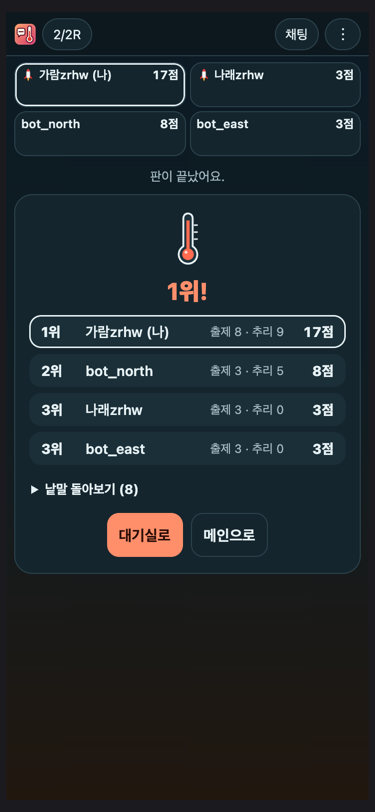 2/2R 채팅 ⋮
🚀 가람zrhw (나) 17점
🚀 나래zrhw 3점
bot_north 8점
bot_east 3점
판이 끝났어요.
1위!
1위 가람zrhw (나) 출제 8 · 추리 9 17점
2위 bot_north 출제 3 · 추리 5 8점
3위 나래zrhw 출제 3 · 추리 0 3점
3위 bot_east 출제 3 · 추리 0 3점
▶ 낱말 돌아보기 (8)
대기실로 메인으로